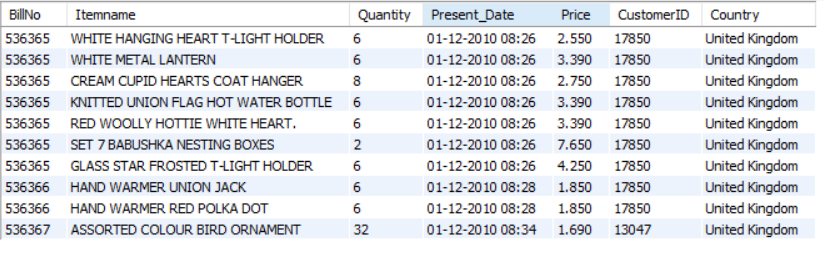 BillNo Itemname Quantity Present_Date Price CustomerID Country
536365 WHITE HANGING HEART T-LIGHT HOLDER 6 01-12-2010 08:26 2.550 17850 United Kingdom
536365 WHITE METAL LANTERN 6 01-12-2010 08:26 3.390 17850 United Kingdom
536365 CREAM CUPID HEARTS COAT HANGER 8 01-12-2010 08:26 2.750 17850 United Kingdom
536365 KNITTED UNION FLAG HOT WATER BOTTLE 6 01-12-2010 08:26 3.390 17850 United Kingdom
536365 RED WOOLLY HOTTIE WHITE HEART. 6 01-12-2010 08:26 3.390 17850 United Kingdom
536365 SET 7 BABUSHKA NESTING BOXES 2 01-12-2010 08:26 7.650 17850 United Kingdom
536365 GLASS STAR FROSTED T-LIGHT HOLDER 6 01-12-2010 08:26 4.250 17850 United Kingdom
536366 HAND WARMER UNION JACK 6 01-12-2010 08:28 1.850 17850 United Kingdom
536366 HAND WARMER RED POLKA DOT 6 01-12-2010 08:28 1.850 17850 United Kingdom
536367 ASSORTED COLOUR BIRD ORNAMENT 32 01-12-2010 08:34 1.690 13047 United Kingdom